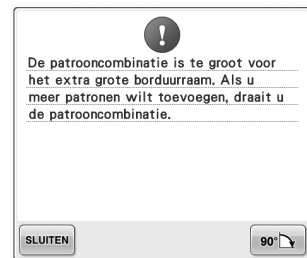 De patrooncombinatie is te groot voor
het extra grote borduurraam. Als u
meer patronen wilt toevoegen, draait u
de patrooncombinatie.
SLUITEN
90°